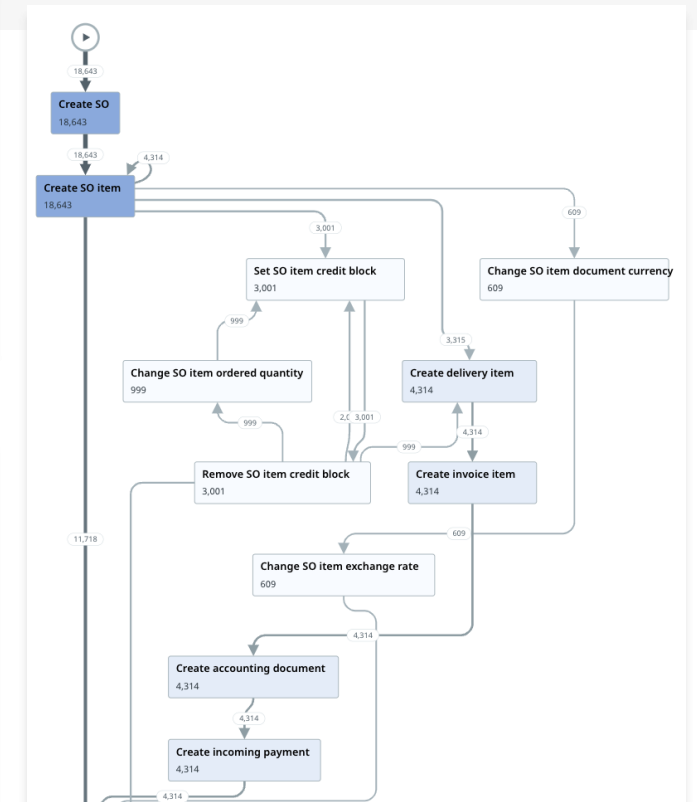 18,643
Create SO
18,643
18,643
4,314
Create SO item
18,643
609
3,001
Set SO item credit block
3,001
Change SO item document currency
609
999
3,315
Change SO item ordered quantity
999
Create delivery item
4,314
3,001
999
4,314
999
Remove SO item credit block
3,001
Create invoice item
4,314
11,718
609
Change SO item exchange rate
609
4,314
Create accounting document
4,314
4,314
Create incoming payment
4,314
4,314